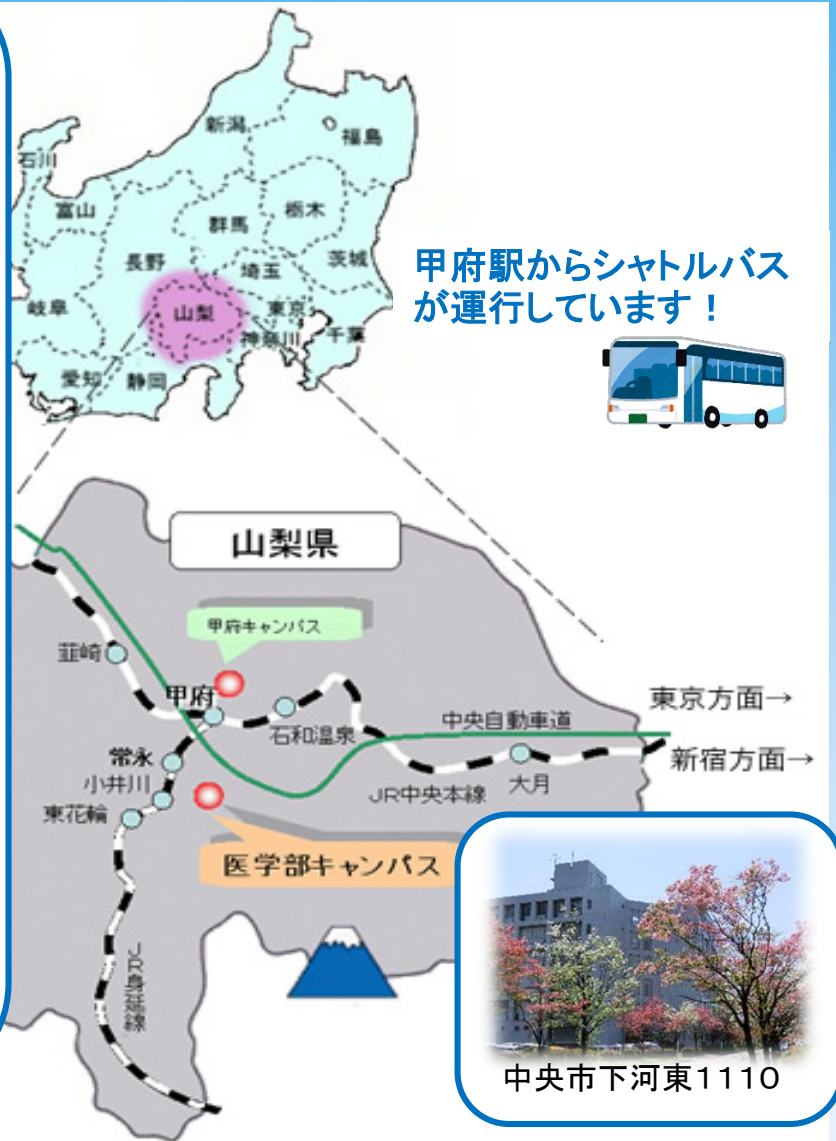 新潟
福島
石川
富山
群馬
栃木
長野
埼玉
茨城
岐阜
山梨
東京
神奈川
千葉
愛知
静岡
甲府駅からシャトルバス
が運行しています！
山梨県
甲府キャンパス
韮崎
甲府
石和温泉
中央自動車道
東京方面→
常永
新宿方面→
小井川
JR中央本線
大月
東花輪
医学部キャンパス
JR身延線
中央市下河東1110